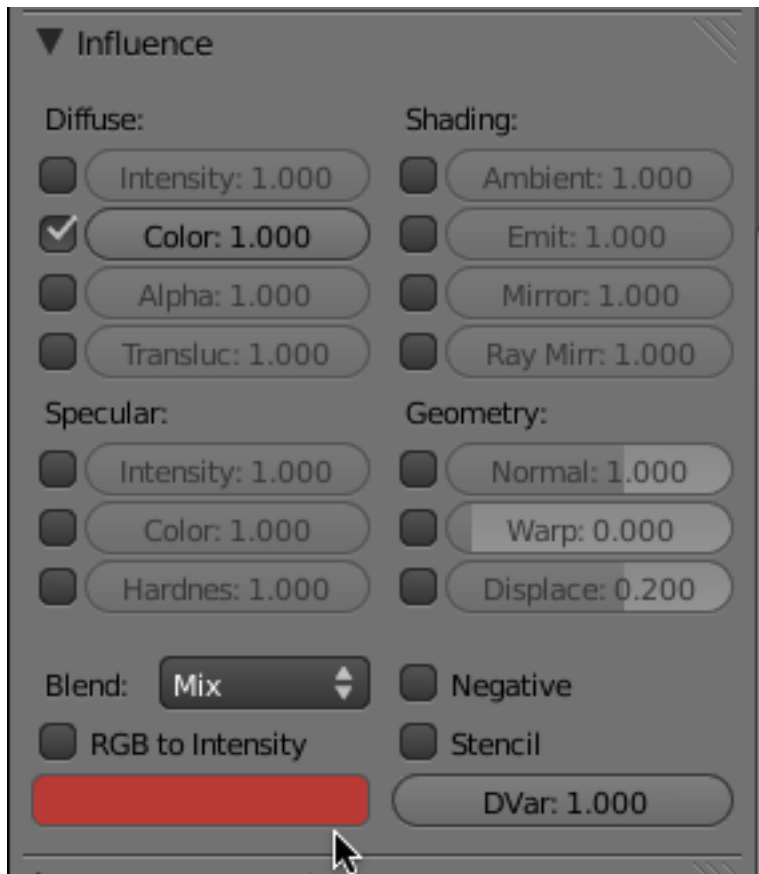 Influence
Diffuse:
Shading:
Intensity: 1.000
Ambient: 1.000
Color: 1.000
Emit: 1.000
Alpha: 1.000
Mirror: 1.000
Transluc: 1.000
Ray Mirr: 1.000
Specular:
Geometry:
Intensity: 1.000
Normal: 1.000
Color: 1.000
Warp: 0.000
Hardnes: 1.000
Displace: 0.200
Blend: Mix
Negative
RGB to Intensity
Stencil
DVar: 1.000